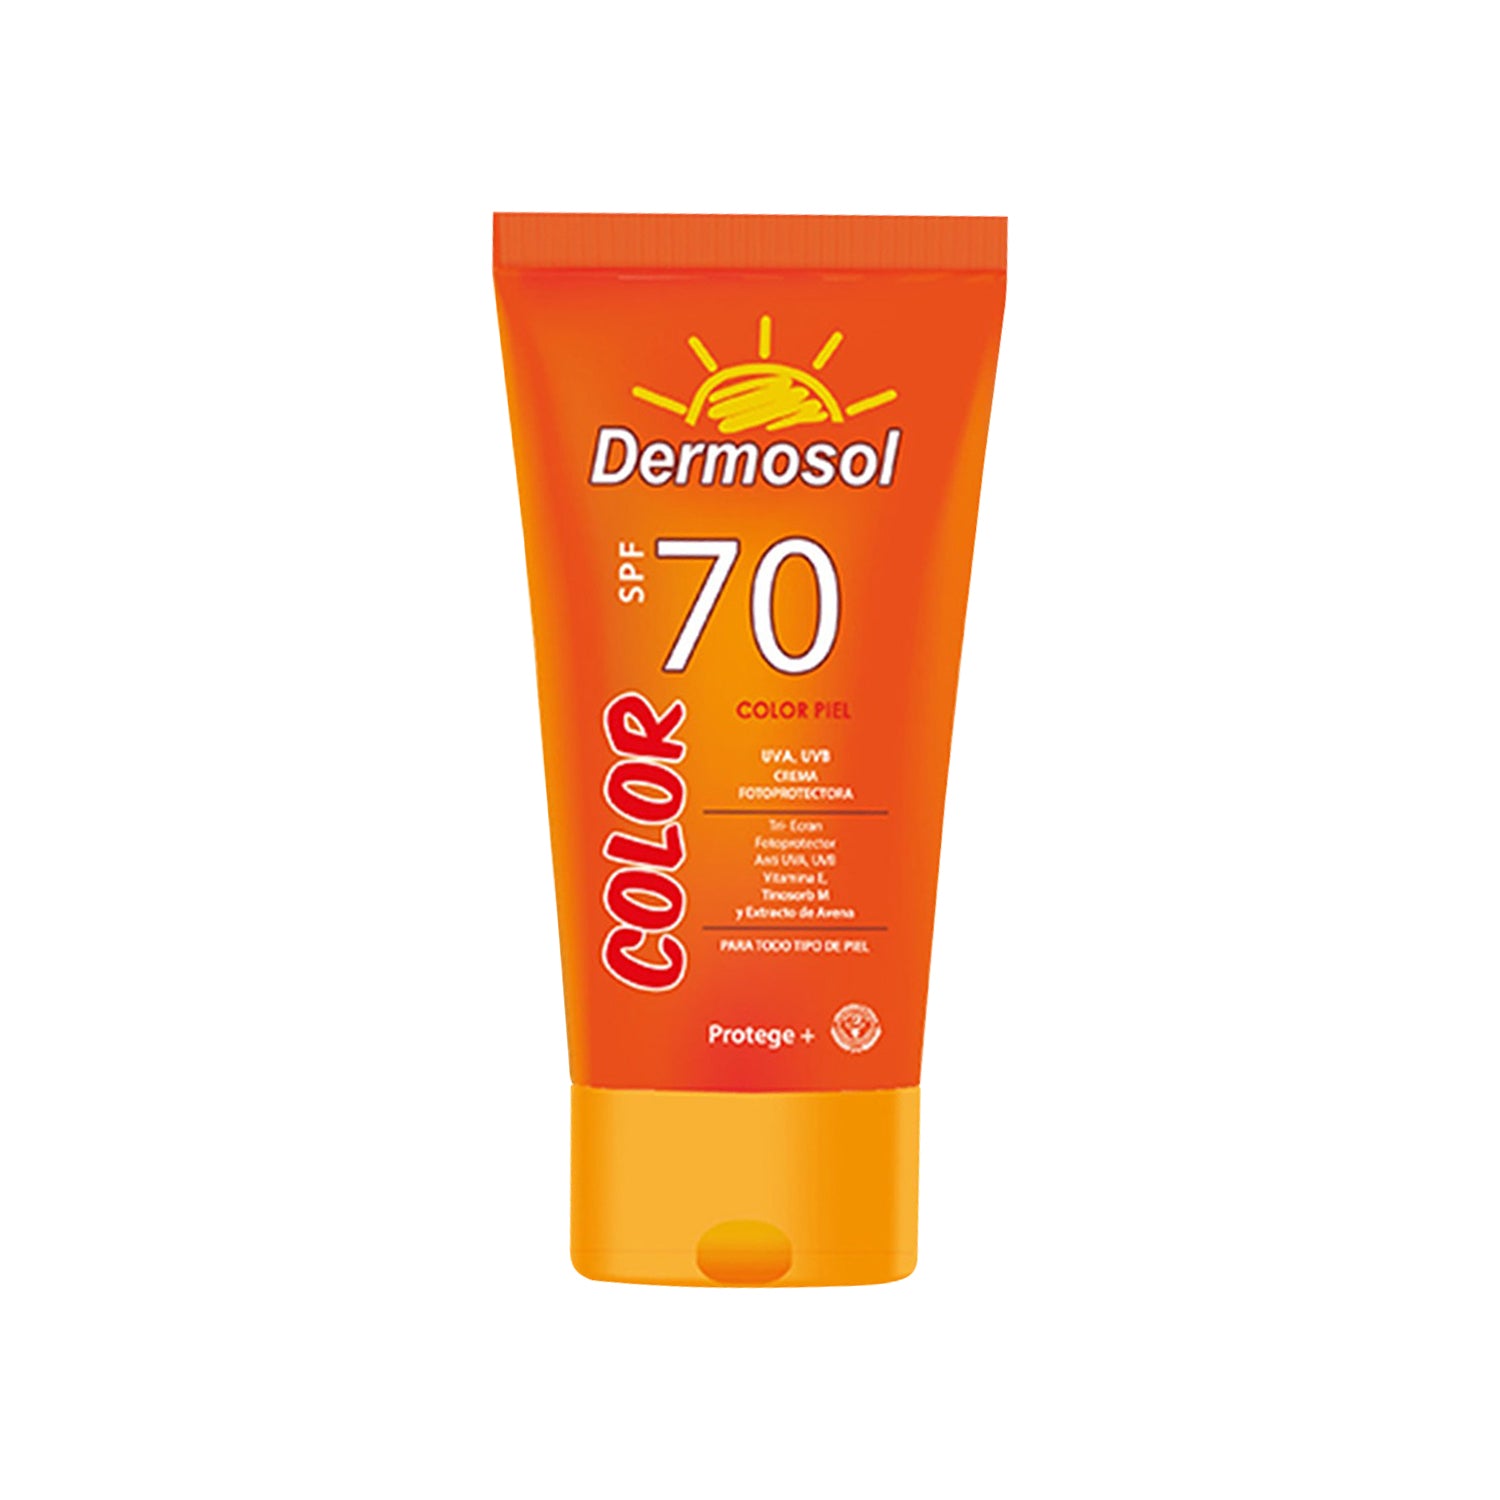 Dermosol
SPF 70
COLOR
COLOR PIEL
UVA, UVB
CREMA
FOTOPROTECTORA
Tri- Ecran
Fotoprotector
Anti UVA, UVB
Vitamina E,
Tinosorb M
y Extracto de Avena
PARA TODO TIPO DE PIEL
Protege +